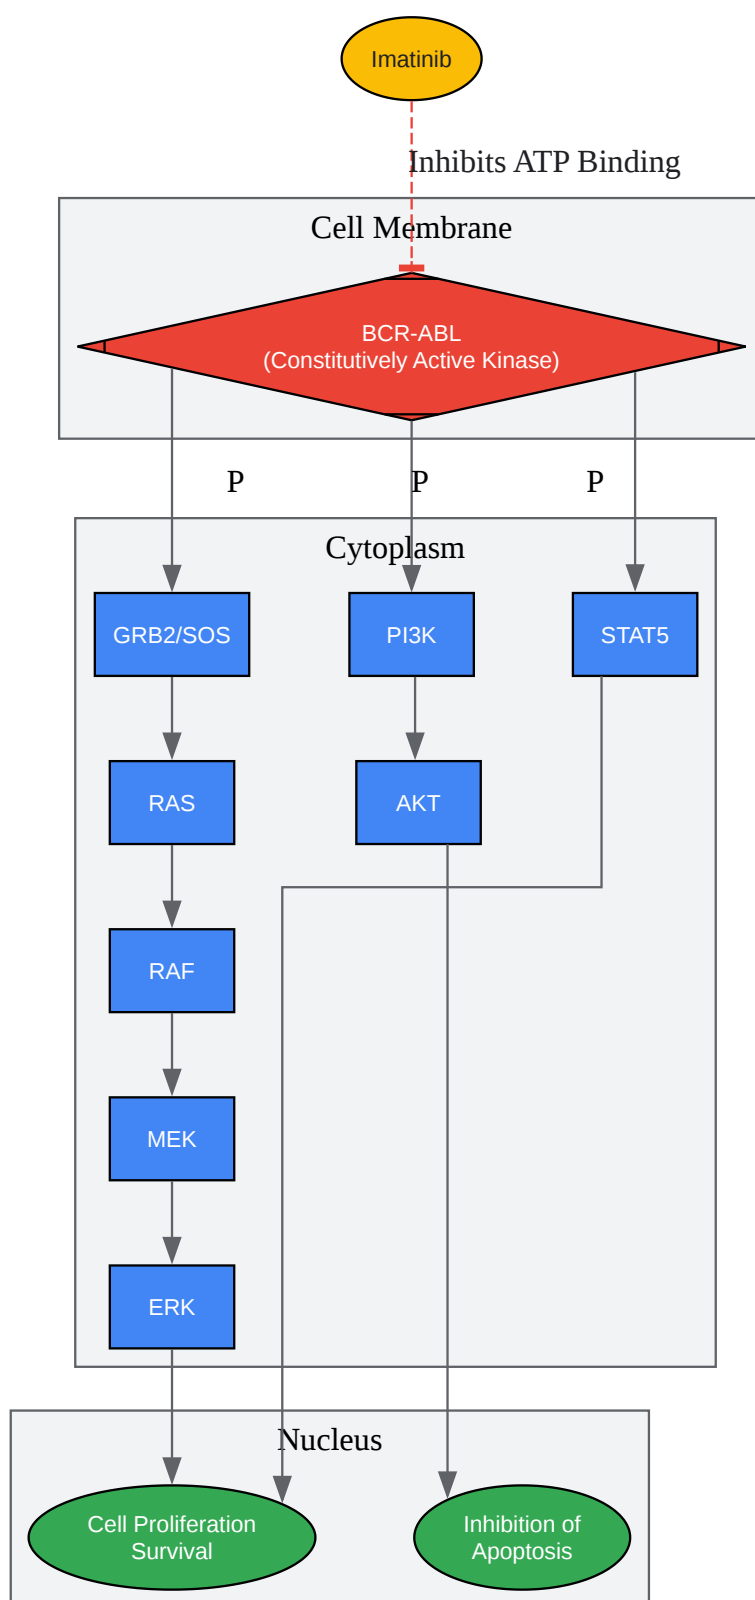 Imatinib
Inhibits ATP Binding
Cell Membrane
BCR-ABL
(Constitutively Active Kinase)
P
P
P
Cytoplasm
GRB2/SOS
PI3K
STAT5
RAS
AKT
RAF
MEK
ERK
Nucleus
Cell Proliferation
Survival
Inhibition of
Apoptosis